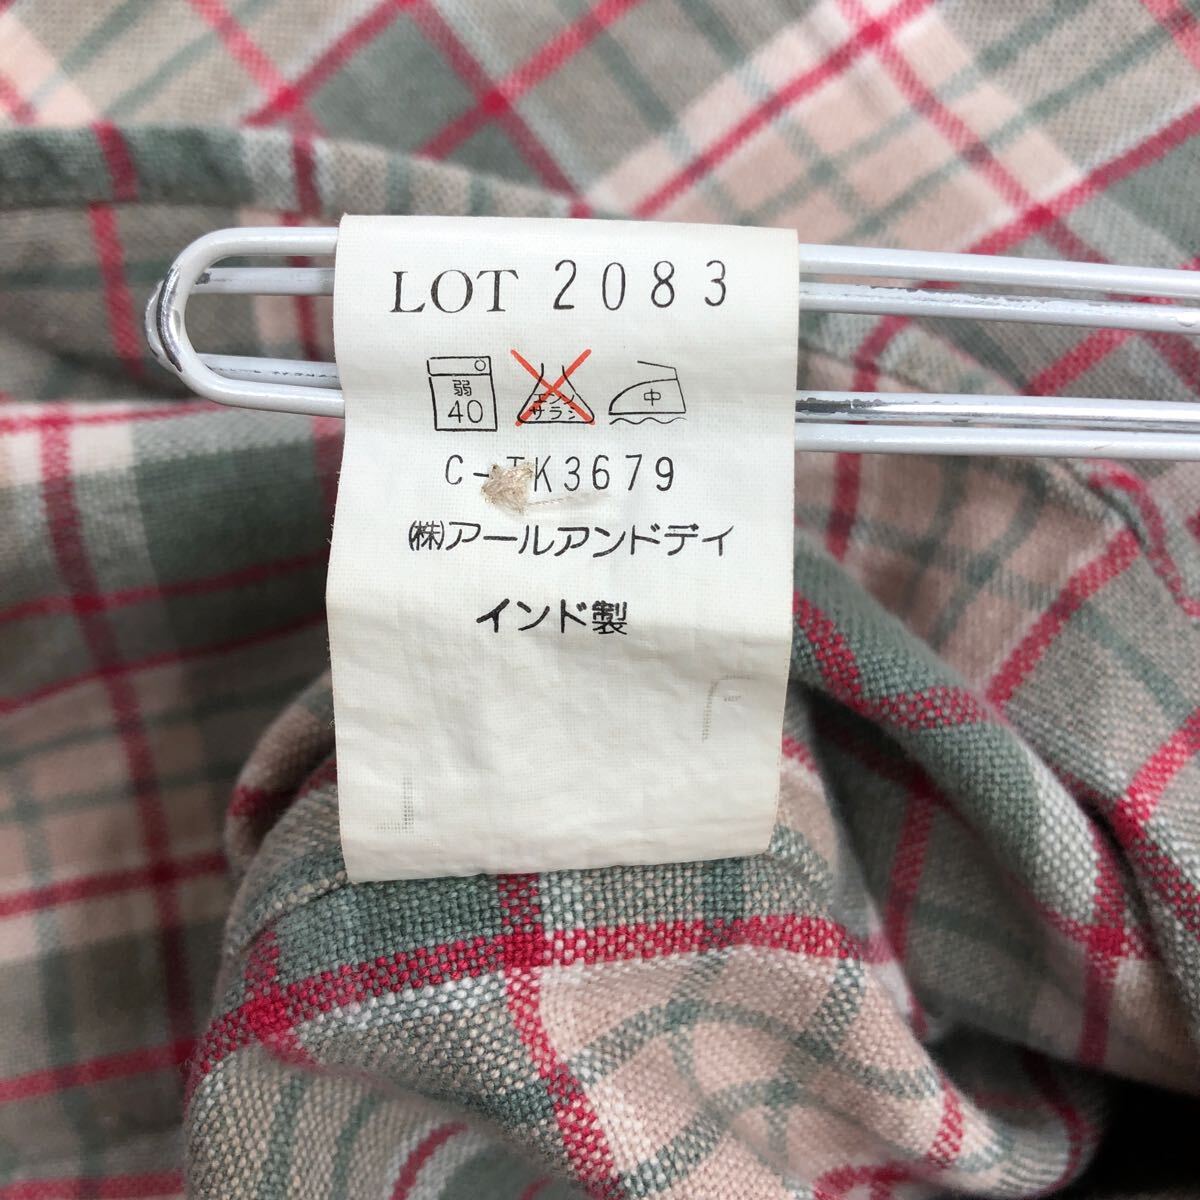 LOT 2083
弱 エンソ 中
40 サラシ
C-TK3679
㈱アールアンドデイ
インド製